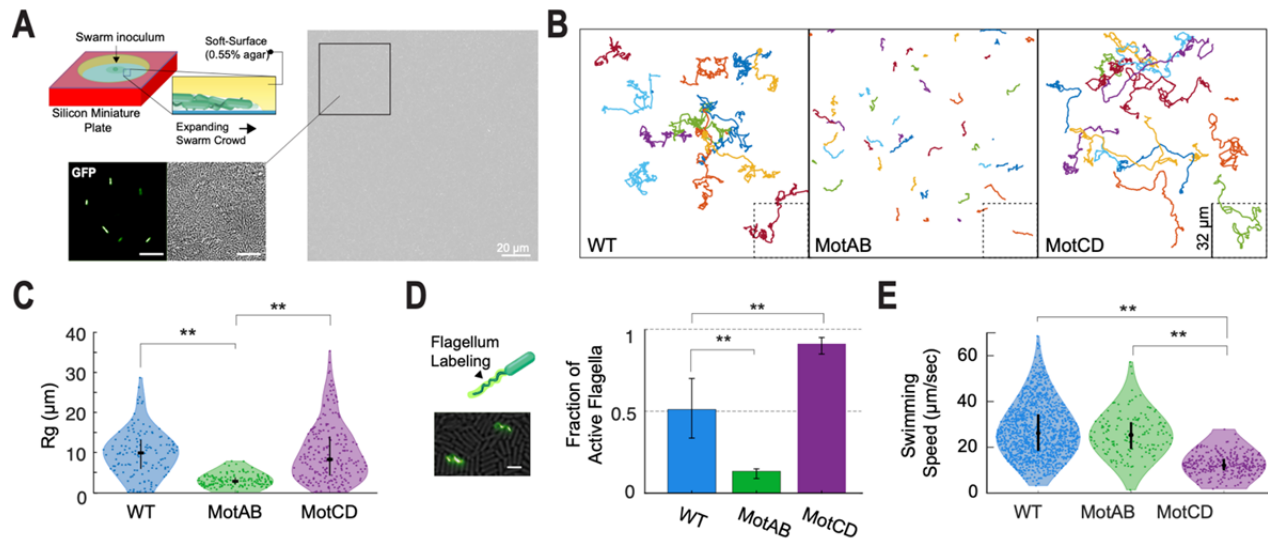 A
Swarm inoculum
Soft-Surface
(0.55% agar)
Silicon Miniature
Plate
Expanding
Swarm Crowd
GFP
20 µm
B
WT
MotAB
MotCD
32 µm
C
**
**
Rg (µm)
40
30
20
10
0
WT
MotAB
MotCD
D
Flagellum
Labeling
**
**
Fraction of
Active Flagella
1
0.5
0
WT
MotAB
MotCD
E
**
**
Swimming
Speed (µm/sec)
60
40
20
0
WT
MotAB
MotCD